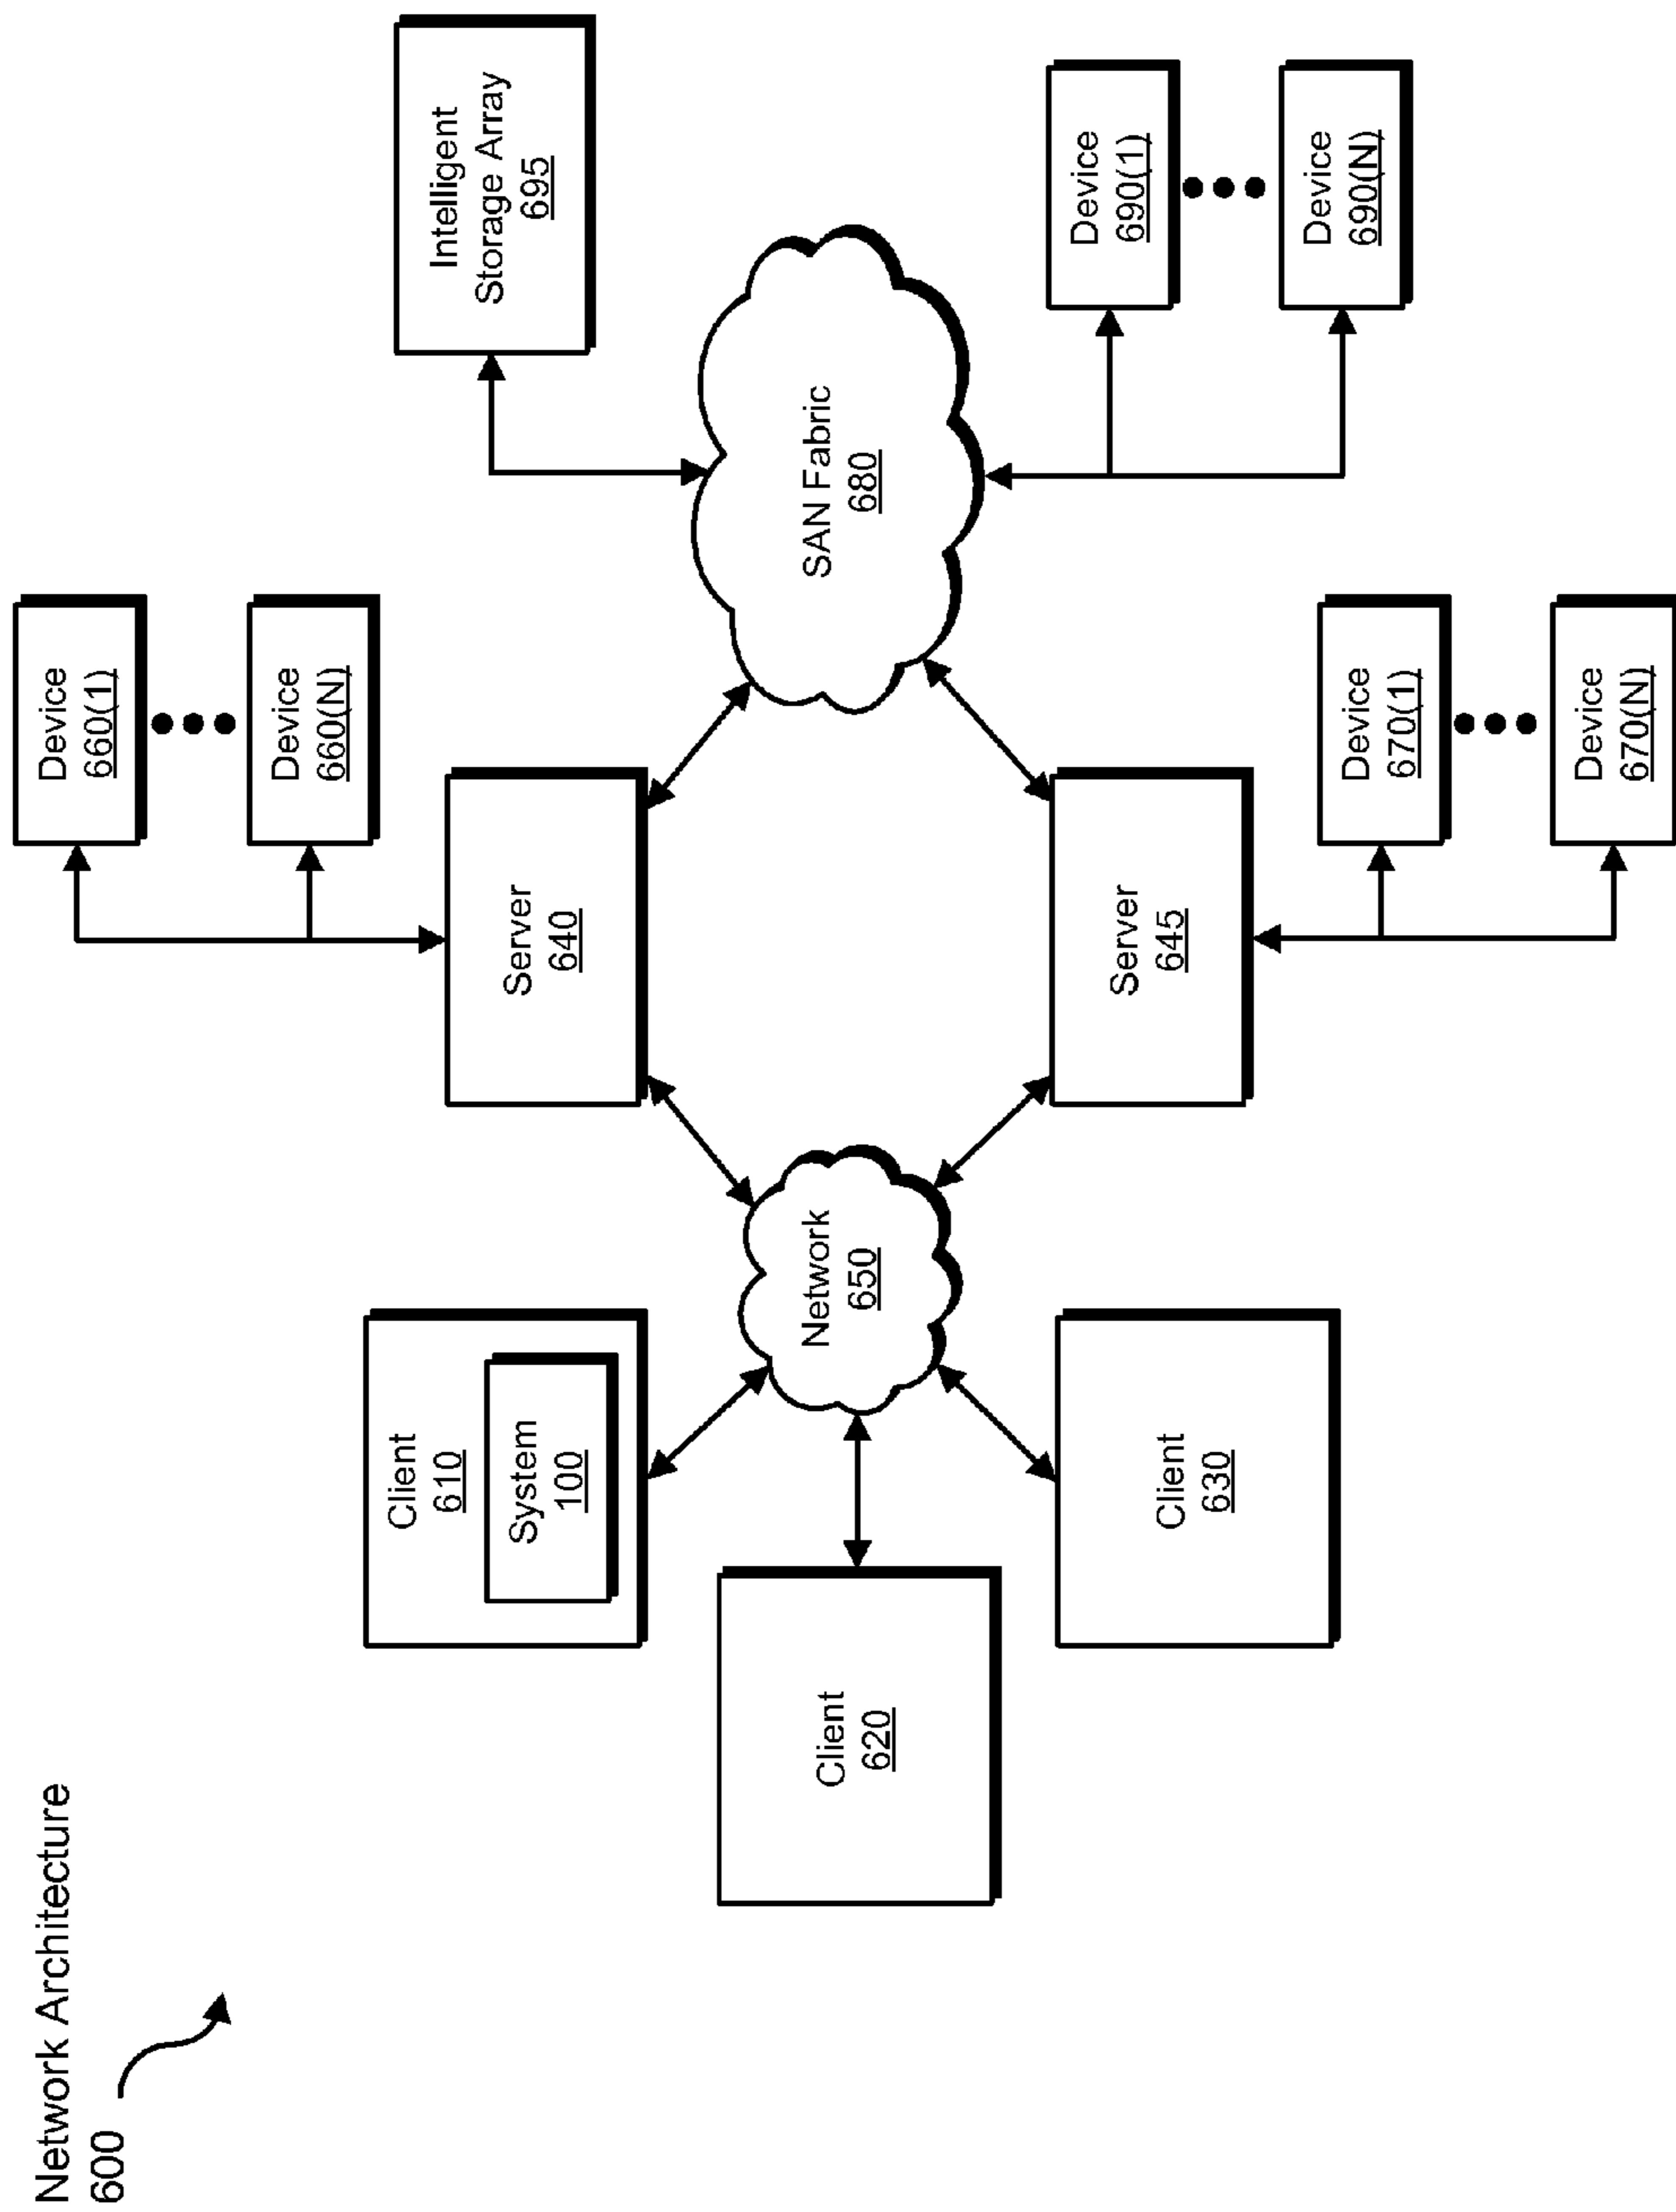 Network Architecture
600
Client
610
System
100
Client
620
Client
630
Network
650
Server
640
Server
645
Device
660(1)
Device
660(N)
Device
670(1)
Device
670(N)
SAN Fabric
680
Intelligent
Storage Array
695
Device
690(1)
Device
690(N)